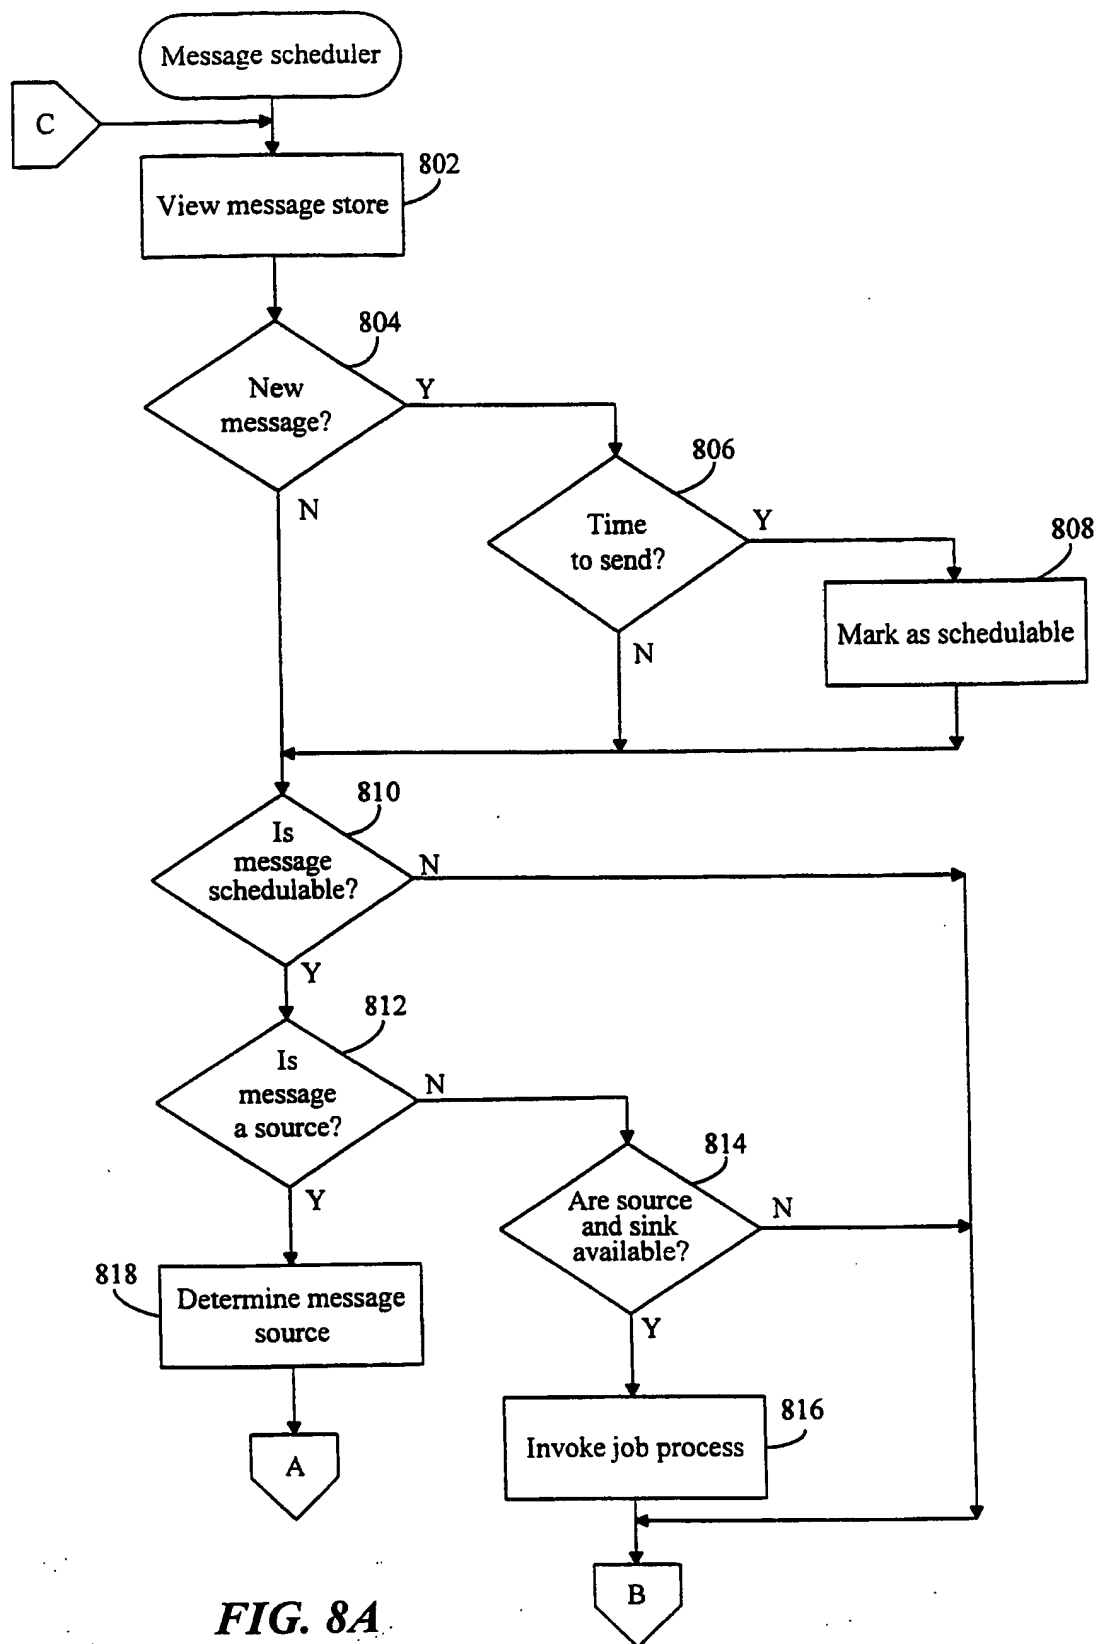 Message scheduler
C
802
View message store
804
New
message?
Y
N
806
Time
to send?
Y
N
808
Mark as schedulable
810
Is
message
schedulable?
N
Y
812
Is
message
a source?
N
Y
814
Are source
and sink
available?
N
Y
818
Determine message
source
816
Invoke job process
A
B
FIG. 8A